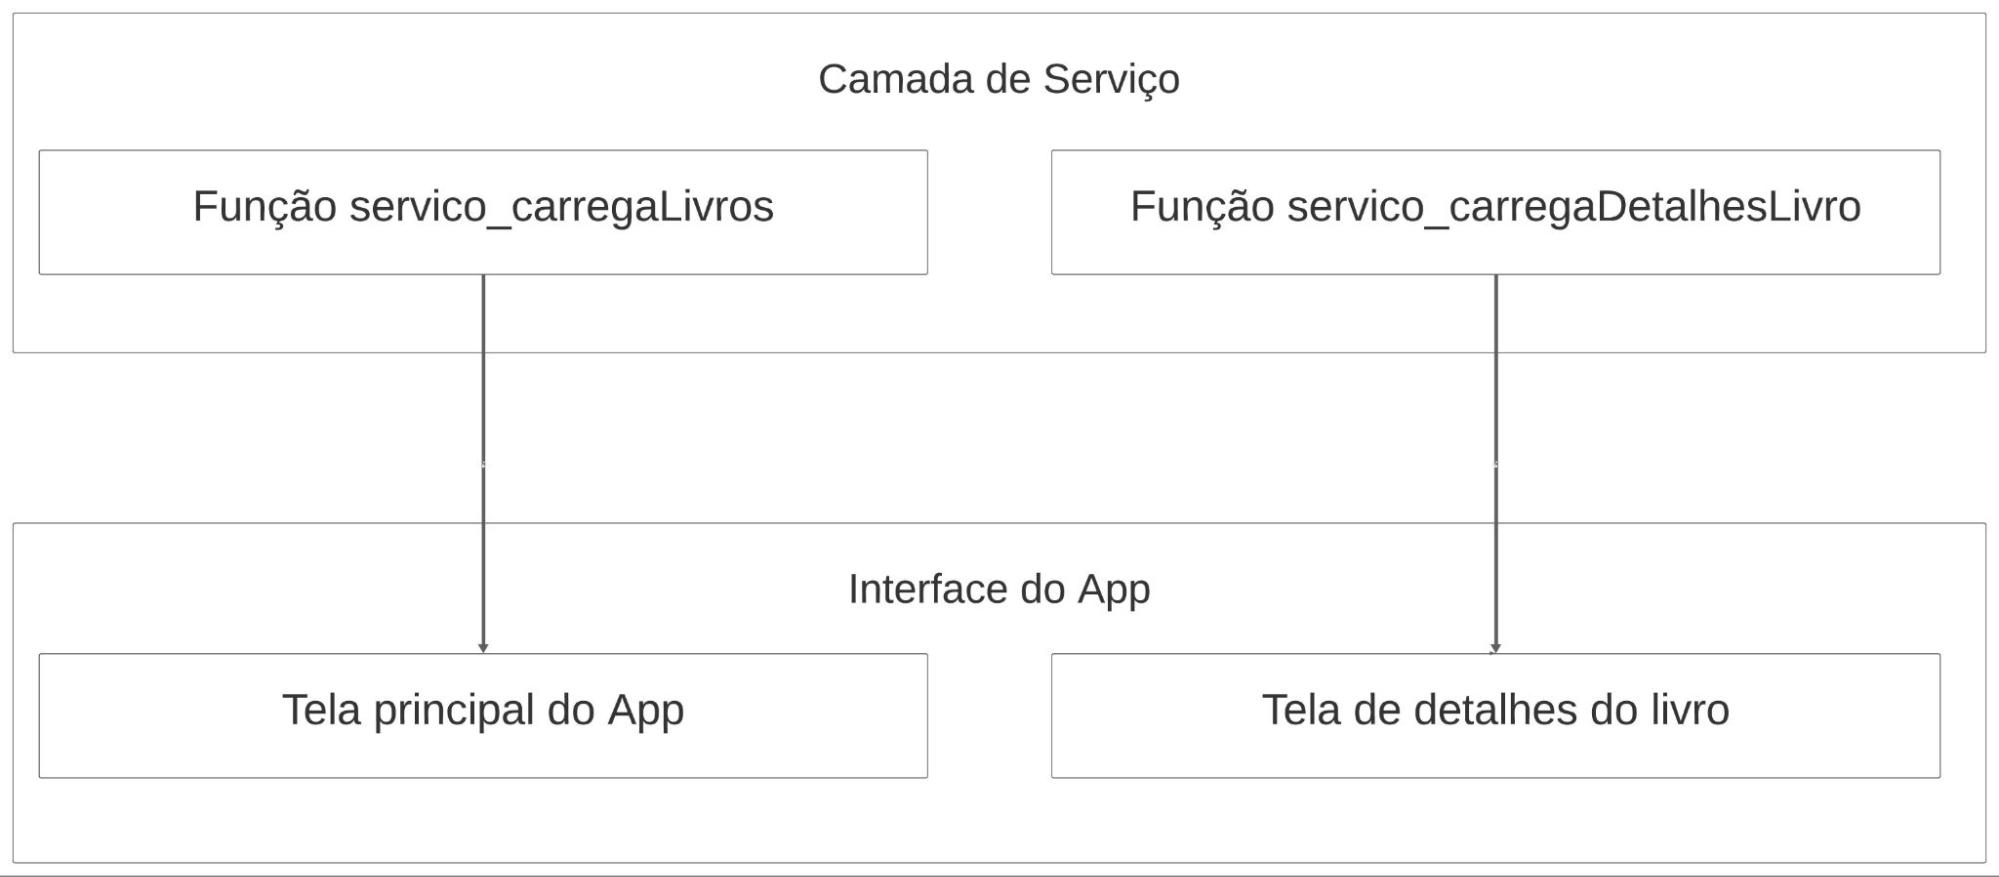 Camada de Serviço
Função servico_carregaLivros
Função servico_carregaDetalhesLivro
Interface do App
Tela principal do App
Tela de detalhes do livro